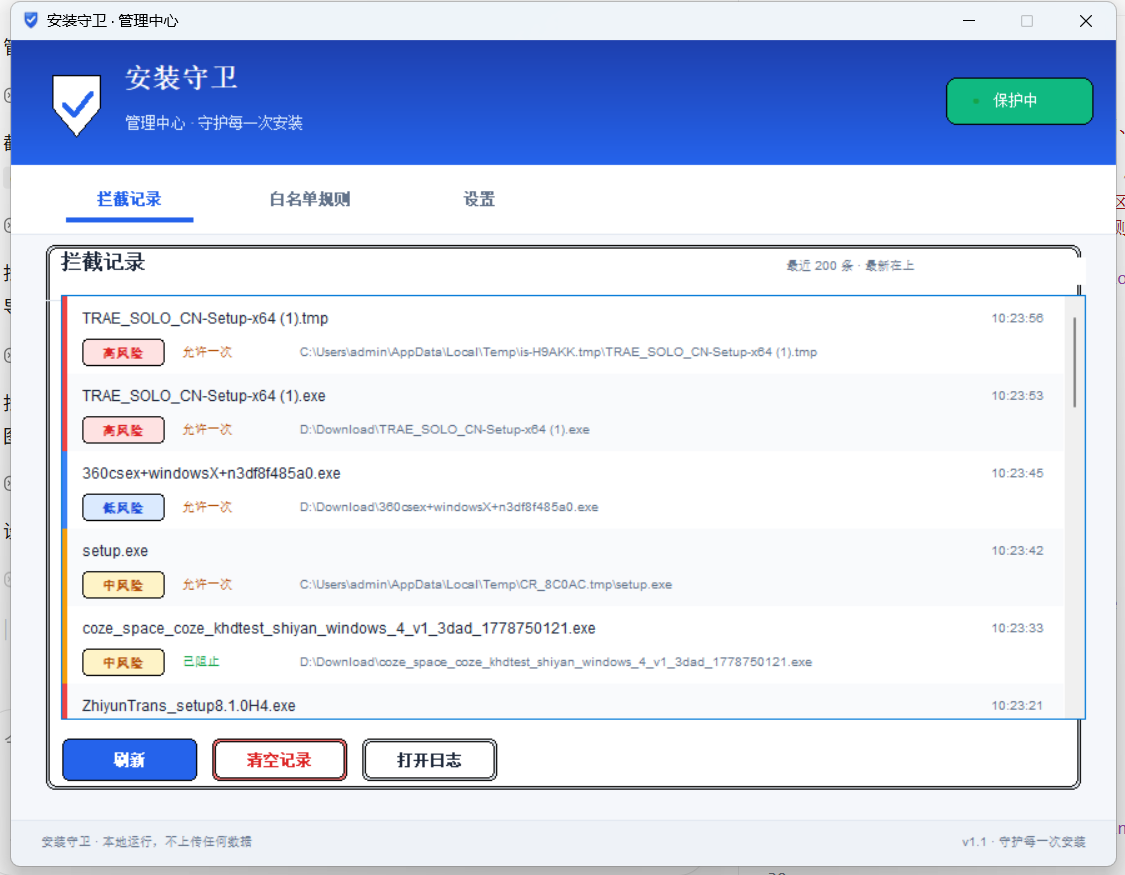 安装守卫 · 管理中心
安装守卫
管理中心 · 守护每一次安装
保护中
拦截记录
白名单规则
设置
拦截记录
最近 200 条 · 最新在上
TRAE_SOLO_CN-Setup-x64 (1).tmp
10:23:56
高风险
允许一次
C:\Users\admin\AppData\Local\Temp\is-H9AKK.tmp\TRAE_SOLO_CN-Setup-x64 (1).tmp
TRAE_SOLO_CN-Setup-x64 (1).exe
10:23:53
高风险
允许一次
D:\Download\TRAE_SOLO_CN-Setup-x64 (1).exe
360csex+windowsX+n3df8f485a0.exe
10:23:45
低风险
允许一次
D:\Download\360csex+windowsX+n3df8f485a0.exe
setup.exe
10:23:42
中风险
允许一次
C:\Users\admin\AppData\Local\Temp\CR_8C0AC.tmp\setup.exe
coze_space_coze_khdtest_shiyan_windows_4_v1_3dad_1778750121.exe
10:23:33
中风险
已阻止
D:\Download\coze_space_coze_khdtest_shiyan_windows_4_v1_3dad_1778750121.exe
ZhiyunTrans_setup8.1.0H4.exe
10:23:21
刷新
清空记录
打开日志
安装守卫 · 本地运行，不上传任何数据
v1.1 · 守护每一次安装